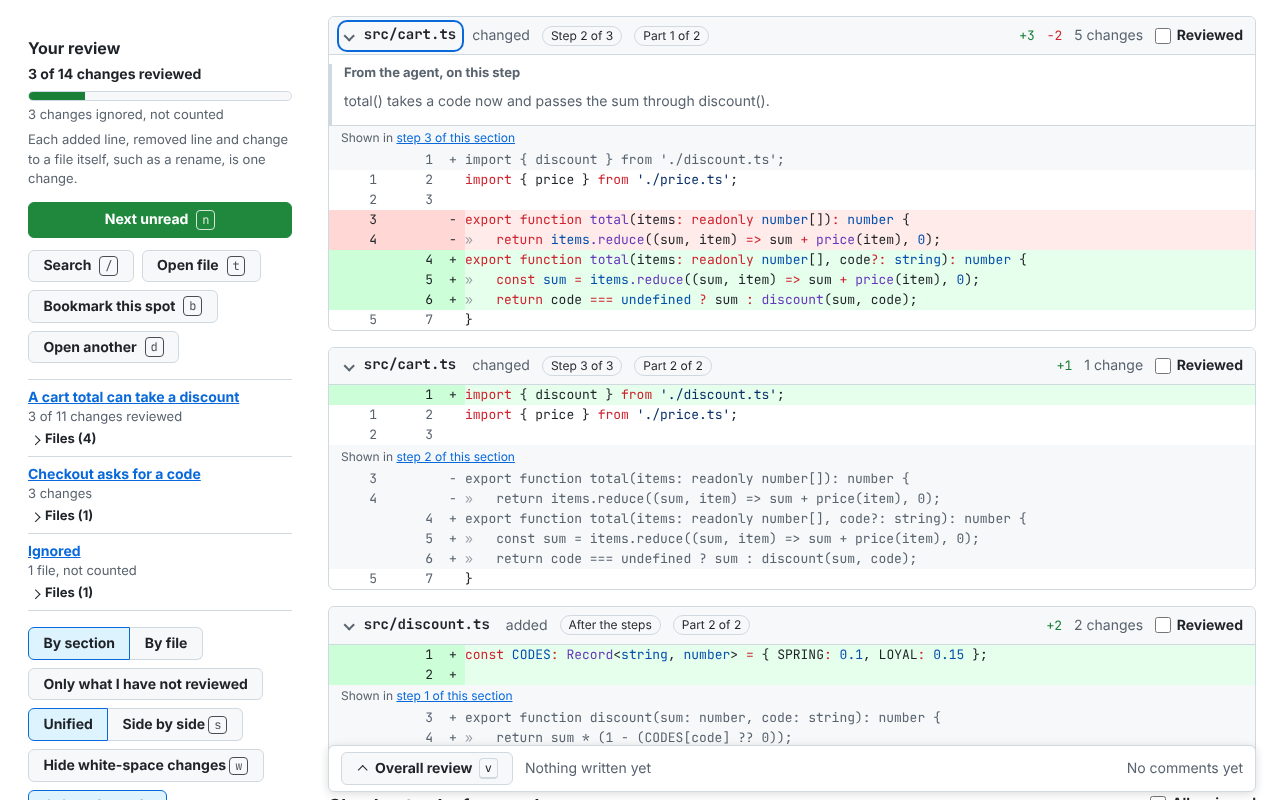 Your review
3 of 14 changes reviewed
3 changes ignored, not counted
Each added line, removed line and change
to a file itself, such as a rename, is one
change.
Next unread n
Search / Open file t
Bookmark this spot b
Open another d
A cart total can take a discount
3 of 11 changes reviewed
Files (4)
Checkout asks for a code
3 changes
Files (1)
Ignored
1 file, not counted
Files (1)
By section By file
Only what I have not reviewed
Unified Side by side s
Hide white-space changes w
src/cart.ts changed Step 2 of 3 Part 1 of 2 +3 -2 5 changes Reviewed
From the agent, on this step
total() takes a code now and passes the sum through discount().
Shown in step 3 of this section
1 + import { discount } from './discount.ts';
1 2 import { price } from './price.ts';
2 3
3 - export function total(items: readonly number[]): number {
4 - » return items.reduce((sum, item) => sum + price(item), 0);
4 + export function total(items: readonly number[], code?: string): number {
5 + » const sum = items.reduce((sum, item) => sum + price(item), 0);
6 + » return code === undefined ? sum : discount(sum, code);
5 7 }
src/cart.ts changed Step 3 of 3 Part 2 of 2 +1 1 change Reviewed
1 + import { discount } from './discount.ts';
1 2 import { price } from './price.ts';
2 3
Shown in step 2 of this section
3 - export function total(items: readonly number[]): number {
4 - » return items.reduce((sum, item) => sum + price(item), 0);
4 + export function total(items: readonly number[], code?: string): number {
5 + » const sum = items.reduce((sum, item) => sum + price(item), 0);
6 + » return code === undefined ? sum : discount(sum, code);
5 7 }
src/discount.ts added After the steps Part 2 of 2 +2 2 changes Reviewed
1 + const CODES: Record<string, number> = { SPRING: 0.1, LOYAL: 0.15 };
2 +
Shown in step 1 of this section
3 + export function discount(sum: number, code: string): number {
4 + » return sum * (1 - (CODES[code] ?? 0));
Overall review v Nothing written yet No comments yet